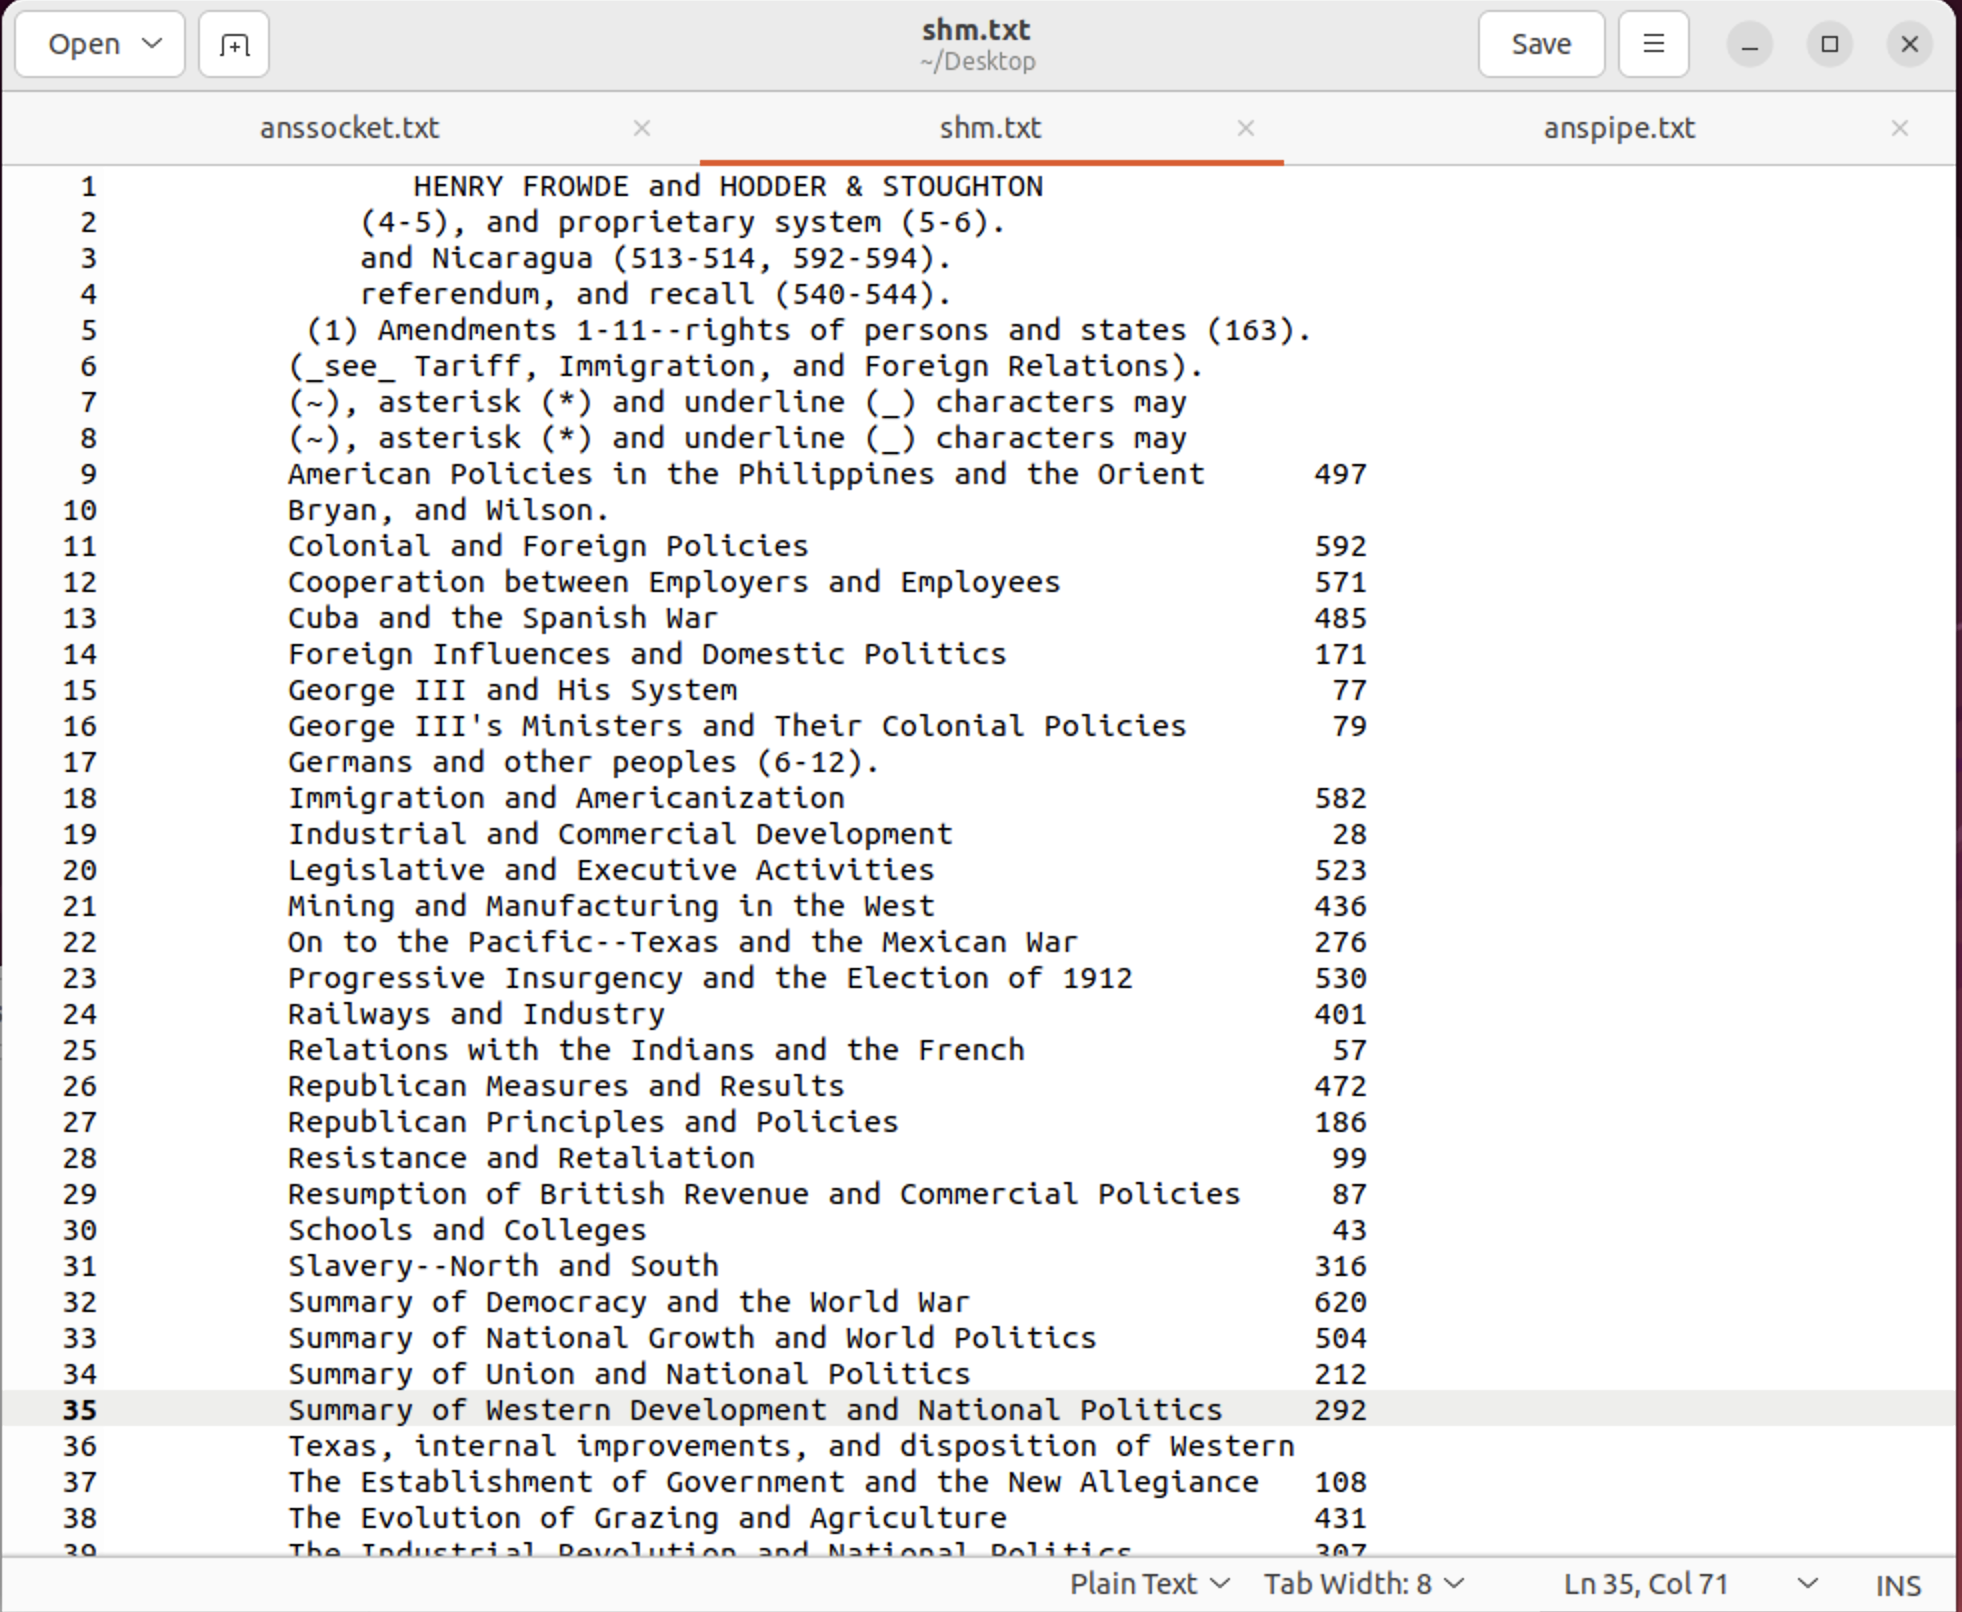 Open
shm.txt
~/Desktop
Save
anssocket.txt shm.txt anspipe.txt
1 HENRY FROWDE and HODDER & STOUGHTON
2 (4-5), and proprietary system (5-6).
3 and Nicaragua (513-514, 592-594).
4 referendum, and recall (540-544).
5 (1) Amendments 1-11--rights of persons and states (163).
6 (_see_ Tariff, Immigration, and Foreign Relations).
7 (~), asterisk (*) and underline (_) characters may
8 (~), asterisk (*) and underline (_) characters may
9 American Policies in the Philippines and the Orient 497
10 Bryan, and Wilson.
11 Colonial and Foreign Policies 592
12 Cooperation between Employers and Employees 571
13 Cuba and the Spanish War 485
14 Foreign Influences and Domestic Politics 171
15 George III and His System 77
16 George III's Ministers and Their Colonial Policies 79
17 Germans and other peoples (6-12).
18 Immigration and Americanization 582
19 Industrial and Commercial Development 28
20 Legislative and Executive Activities 523
21 Mining and Manufacturing in the West 436
22 On to the Pacific--Texas and the Mexican War 276
23 Progressive Insurgency and the Election of 1912 530
24 Railways and Industry 401
25 Relations with the Indians and the French 57
26 Republican Measures and Results 472
27 Republican Principles and Policies 186
28 Resistance and Retaliation 99
29 Resumption of British Revenue and Commercial Policies 87
30 Schools and Colleges 43
31 Slavery--North and South 316
32 Summary of Democracy and the World War 620
33 Summary of National Growth and World Politics 504
34 Summary of Union and National Politics 212
35 Summary of Western Development and National Politics 292
36 Texas, internal improvements, and disposition of Western
37 The Establishment of Government and the New Allegiance 108
38 The Evolution of Grazing and Agriculture 431
39 The Industrial Revolution and National Politics 307
Plain Text Tab Width: 8 Ln 35, Col 71 INS